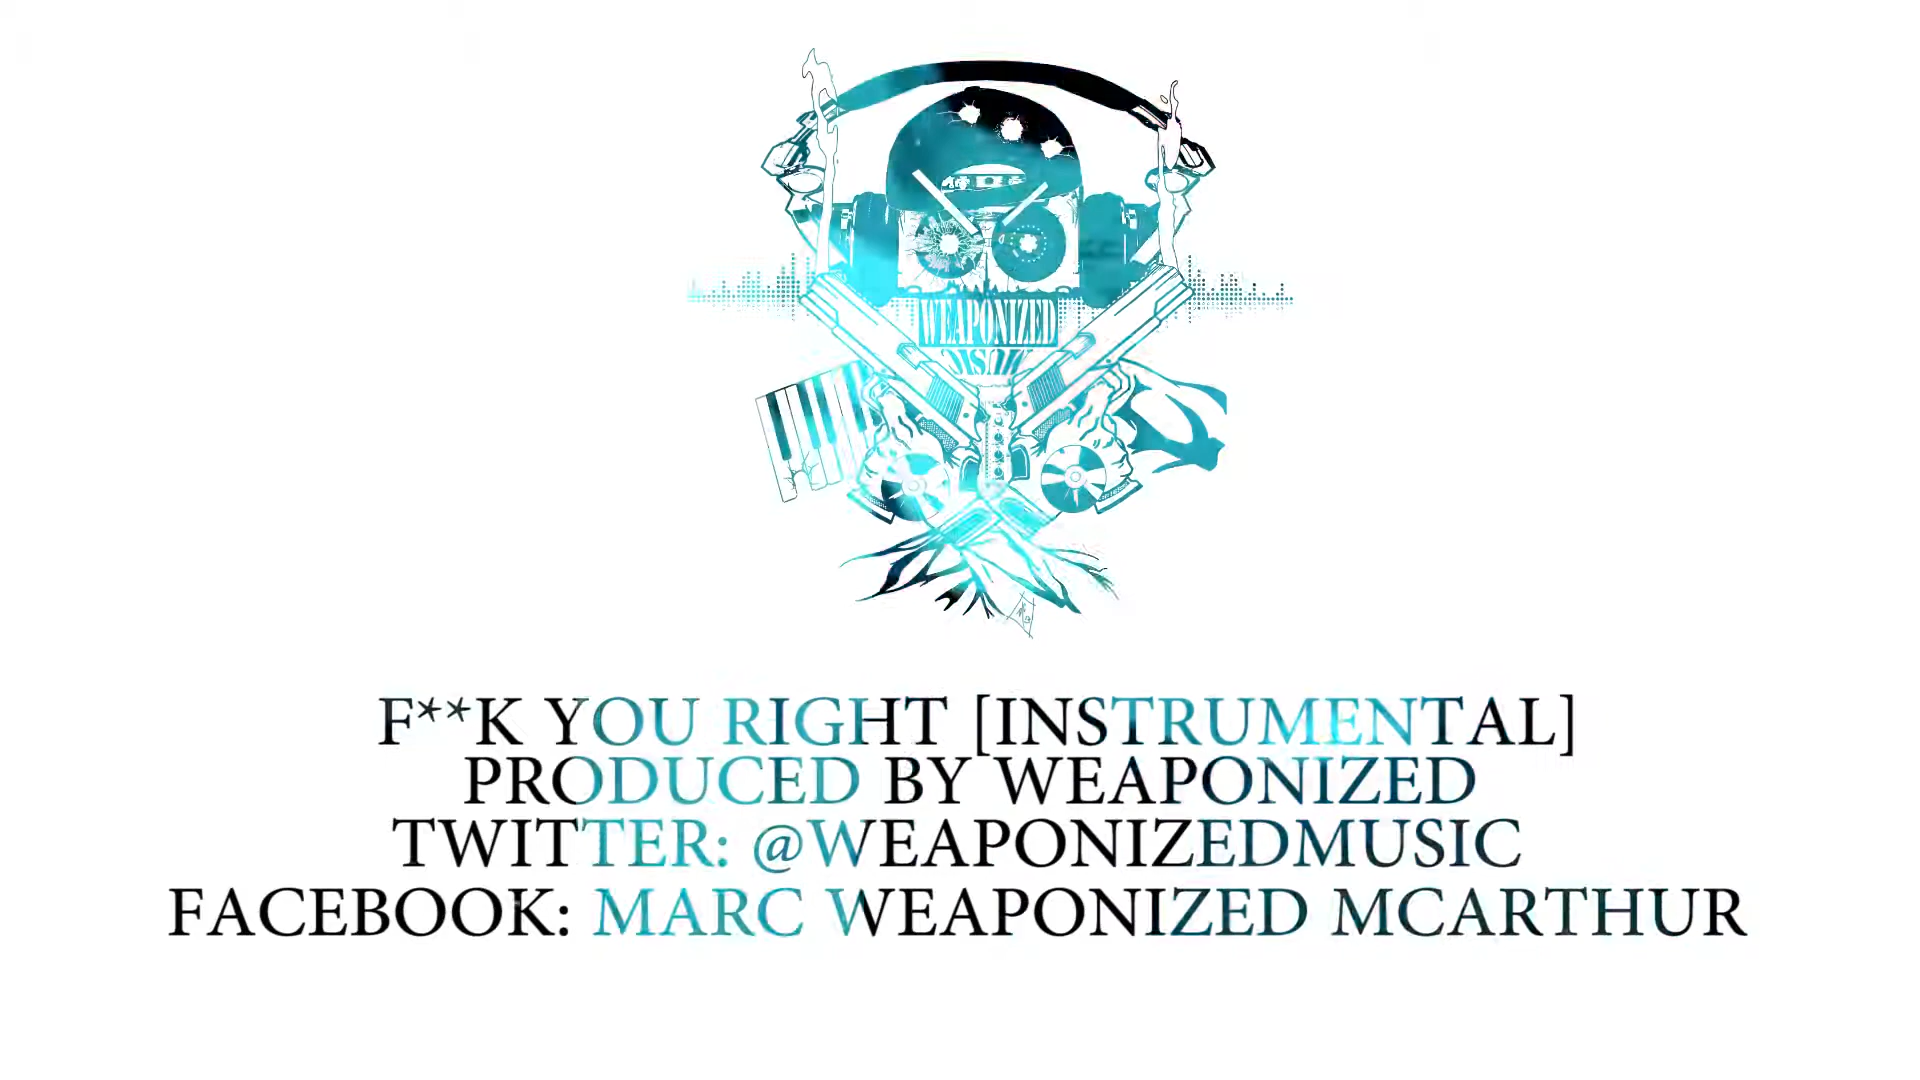 WEAPONIZED
MUSIC
F**K YOU RIGHT [INSTRUMENTAL]
PRODUCED BY WEAPONIZED
TWITTER: @WEAPONIZEDMUSIC
FACEBOOK: MARC WEAPONIZED MCARTHUR